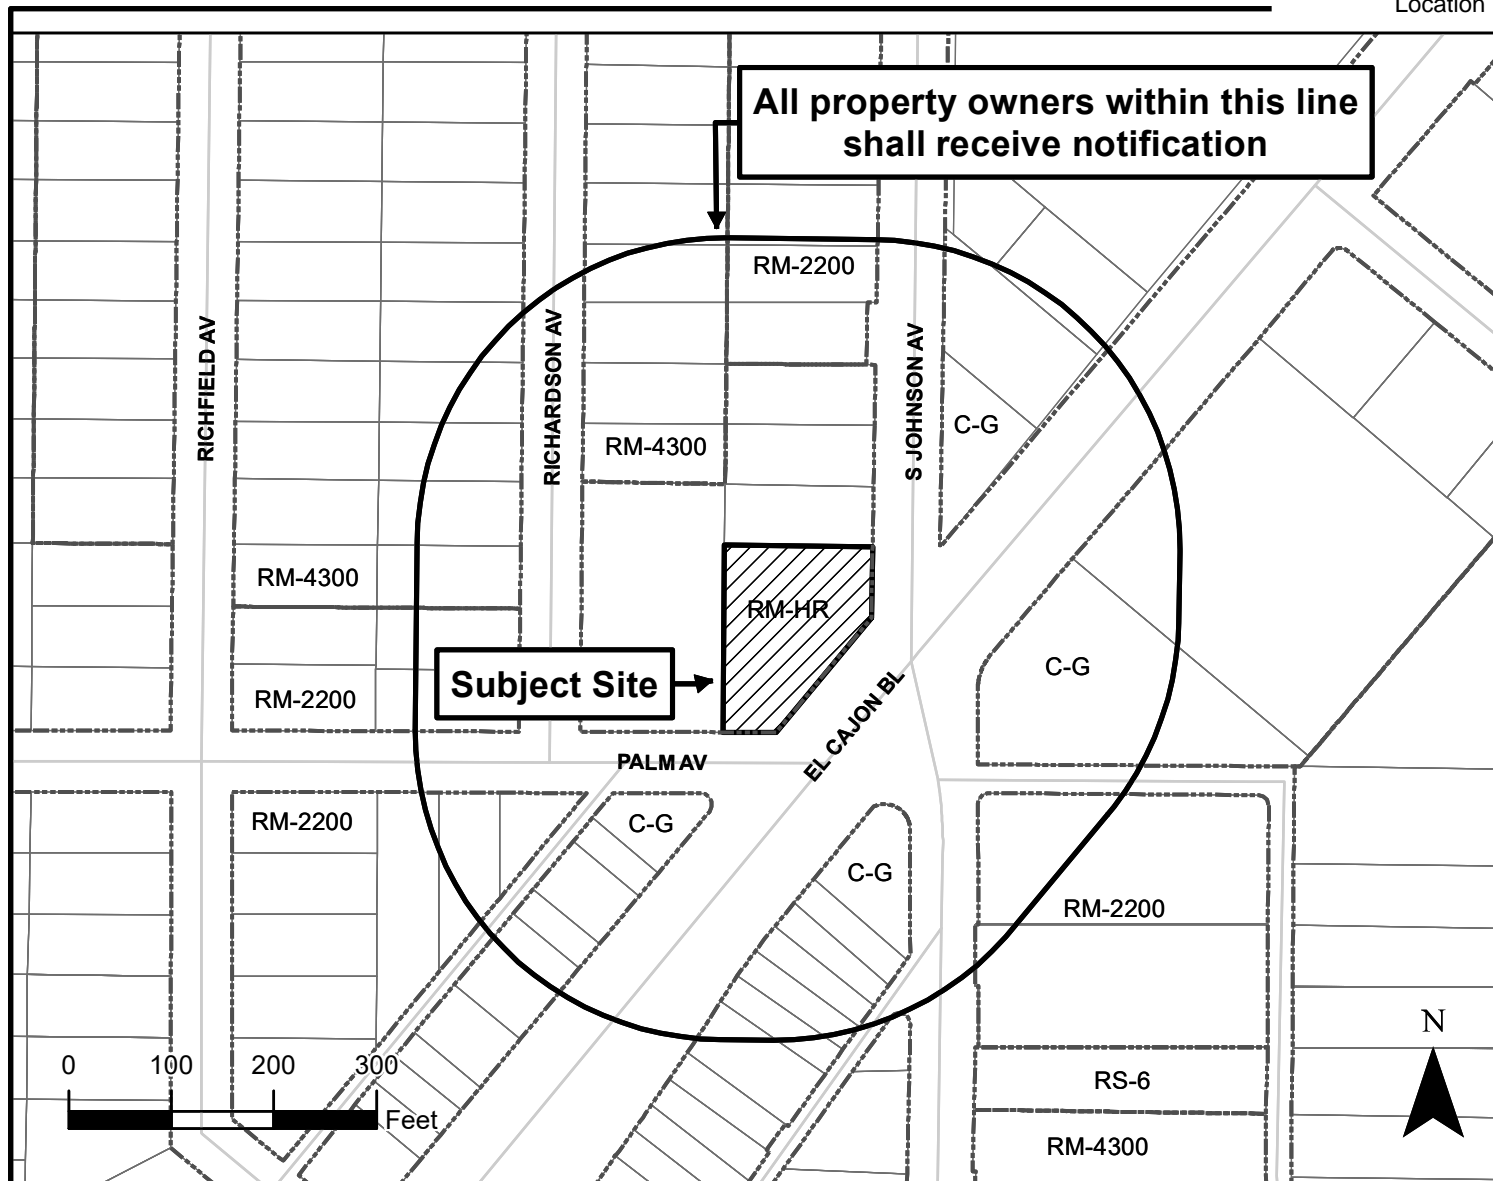 Location
All property owners within this line
shall receive notification
RM-2200
RICHFIELD AV
RICHARDSON AV
S JOHNSON AV
C-G
RM-4300
RM-4300
RM-HR
C-G
Subject Site
RM-2200
EL CAJON BL
PALM AV
RM-2200
C-G
C-G
RM-2200
N
0 100 200 300
Feet
RS-6
RM-4300